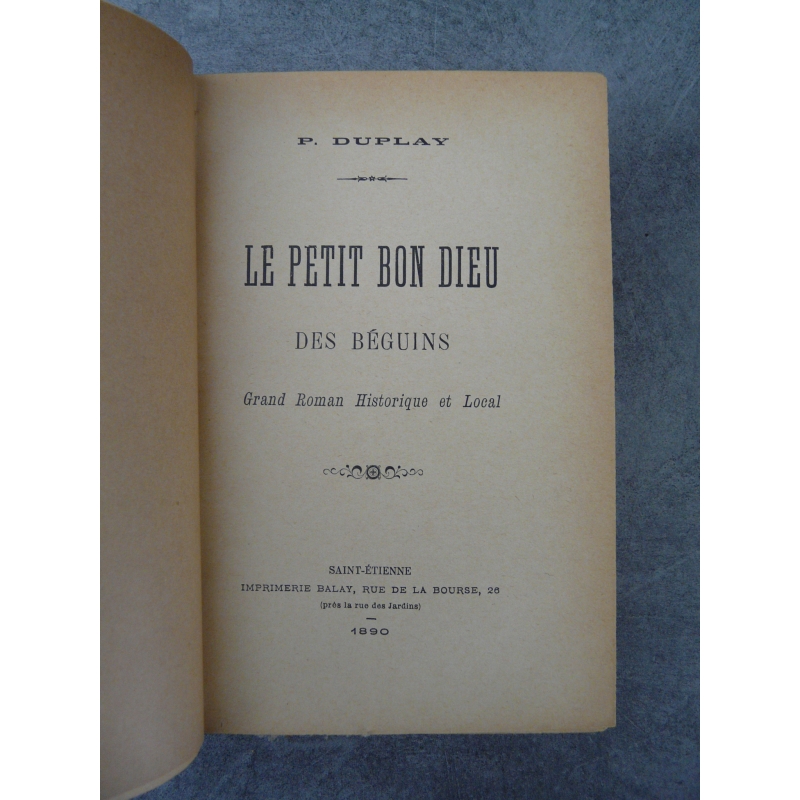 P. DUPLAY
LE PETIT BON DIEU
DES BÉGUINS
Grand Roman Historique et Local
SAINT-ÉTIENNE
IMPRIMERIE BALAY, RUE DE LA BOURSE, 26
(près la rue des Jardins)
1890